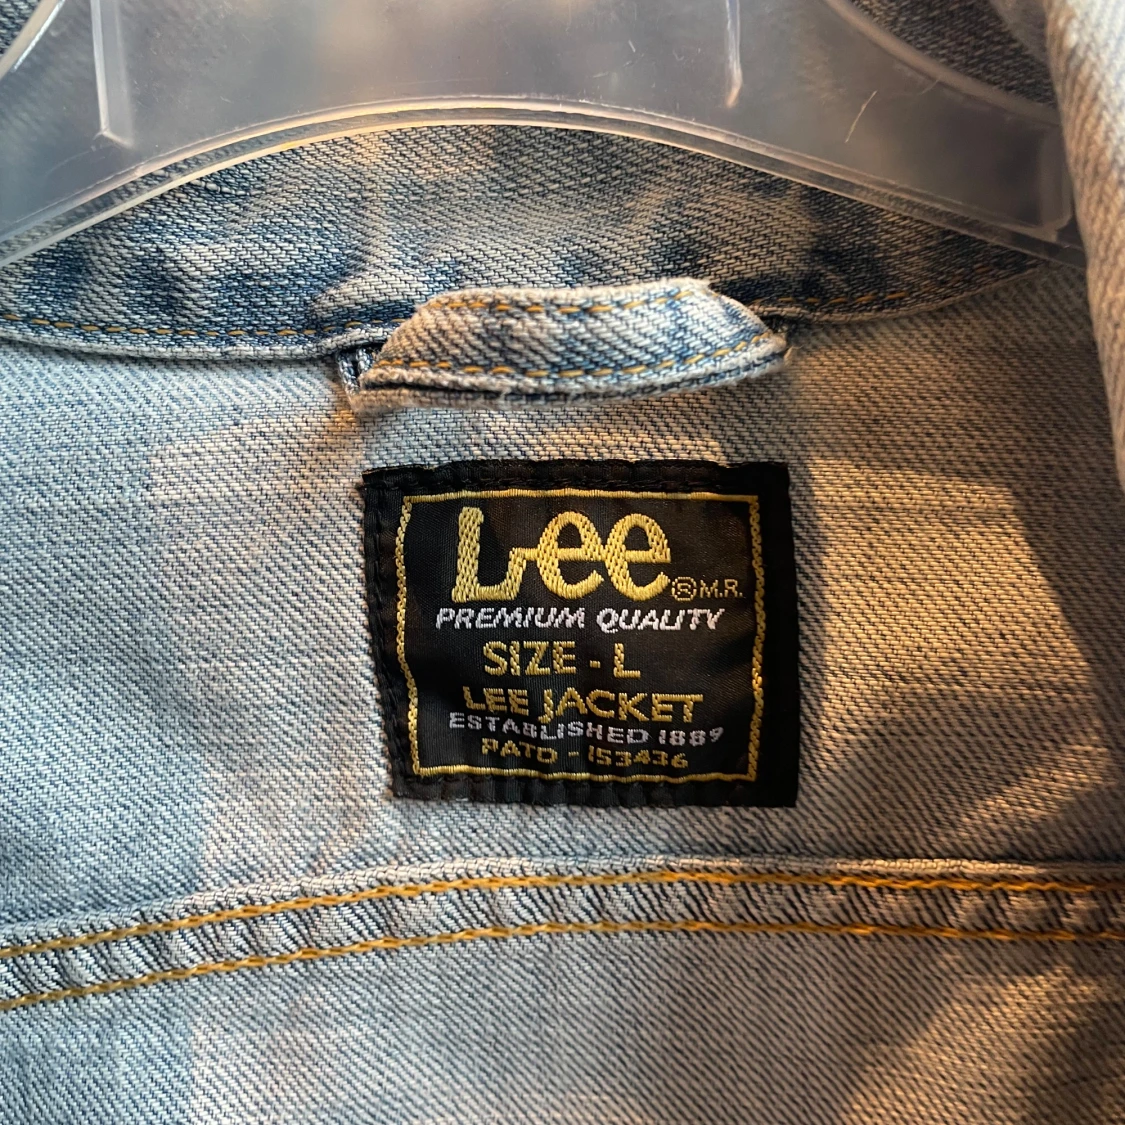 Lee ® M.R.
PREMIUM QUALITY
SIZE - L
LEE JACKET
ESTABLISHED 1889
PATD - 153436